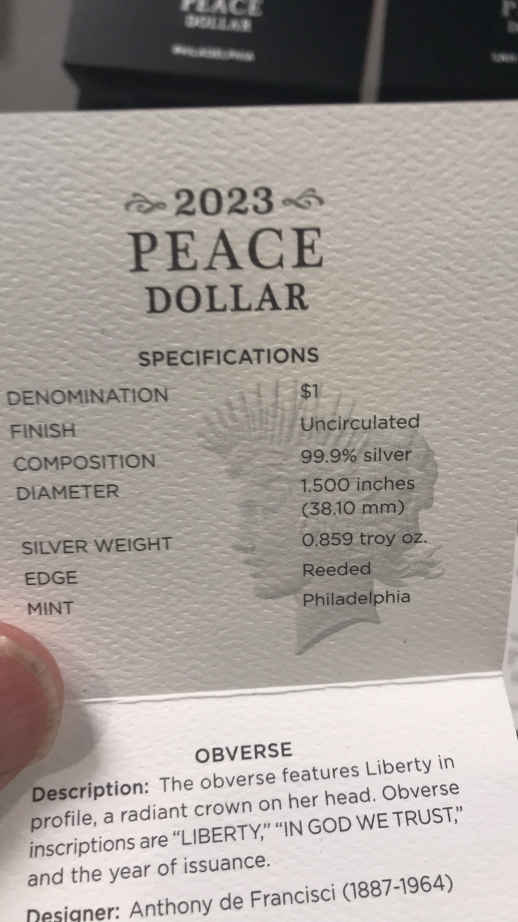 PEACE
DOLLAR
PHILADELPHIA
2023
PEACE
DOLLAR
SPECIFICATIONS
DENOMINATION $1
FINISH Uncirculated
COMPOSITION 99.9% silver
DIAMETER 1.500 inches
(38.10 mm)
SILVER WEIGHT 0.859 troy oz.
EDGE Reeded
MINT Philadelphia
OBVERSE
Description: The obverse features Liberty in
profile, a radiant crown on her head. Obverse
inscriptions are “LIBERTY,” “IN GOD WE TRUST,”
and the year of issuance.
Designer: Anthony de Francisci (1887-1964)